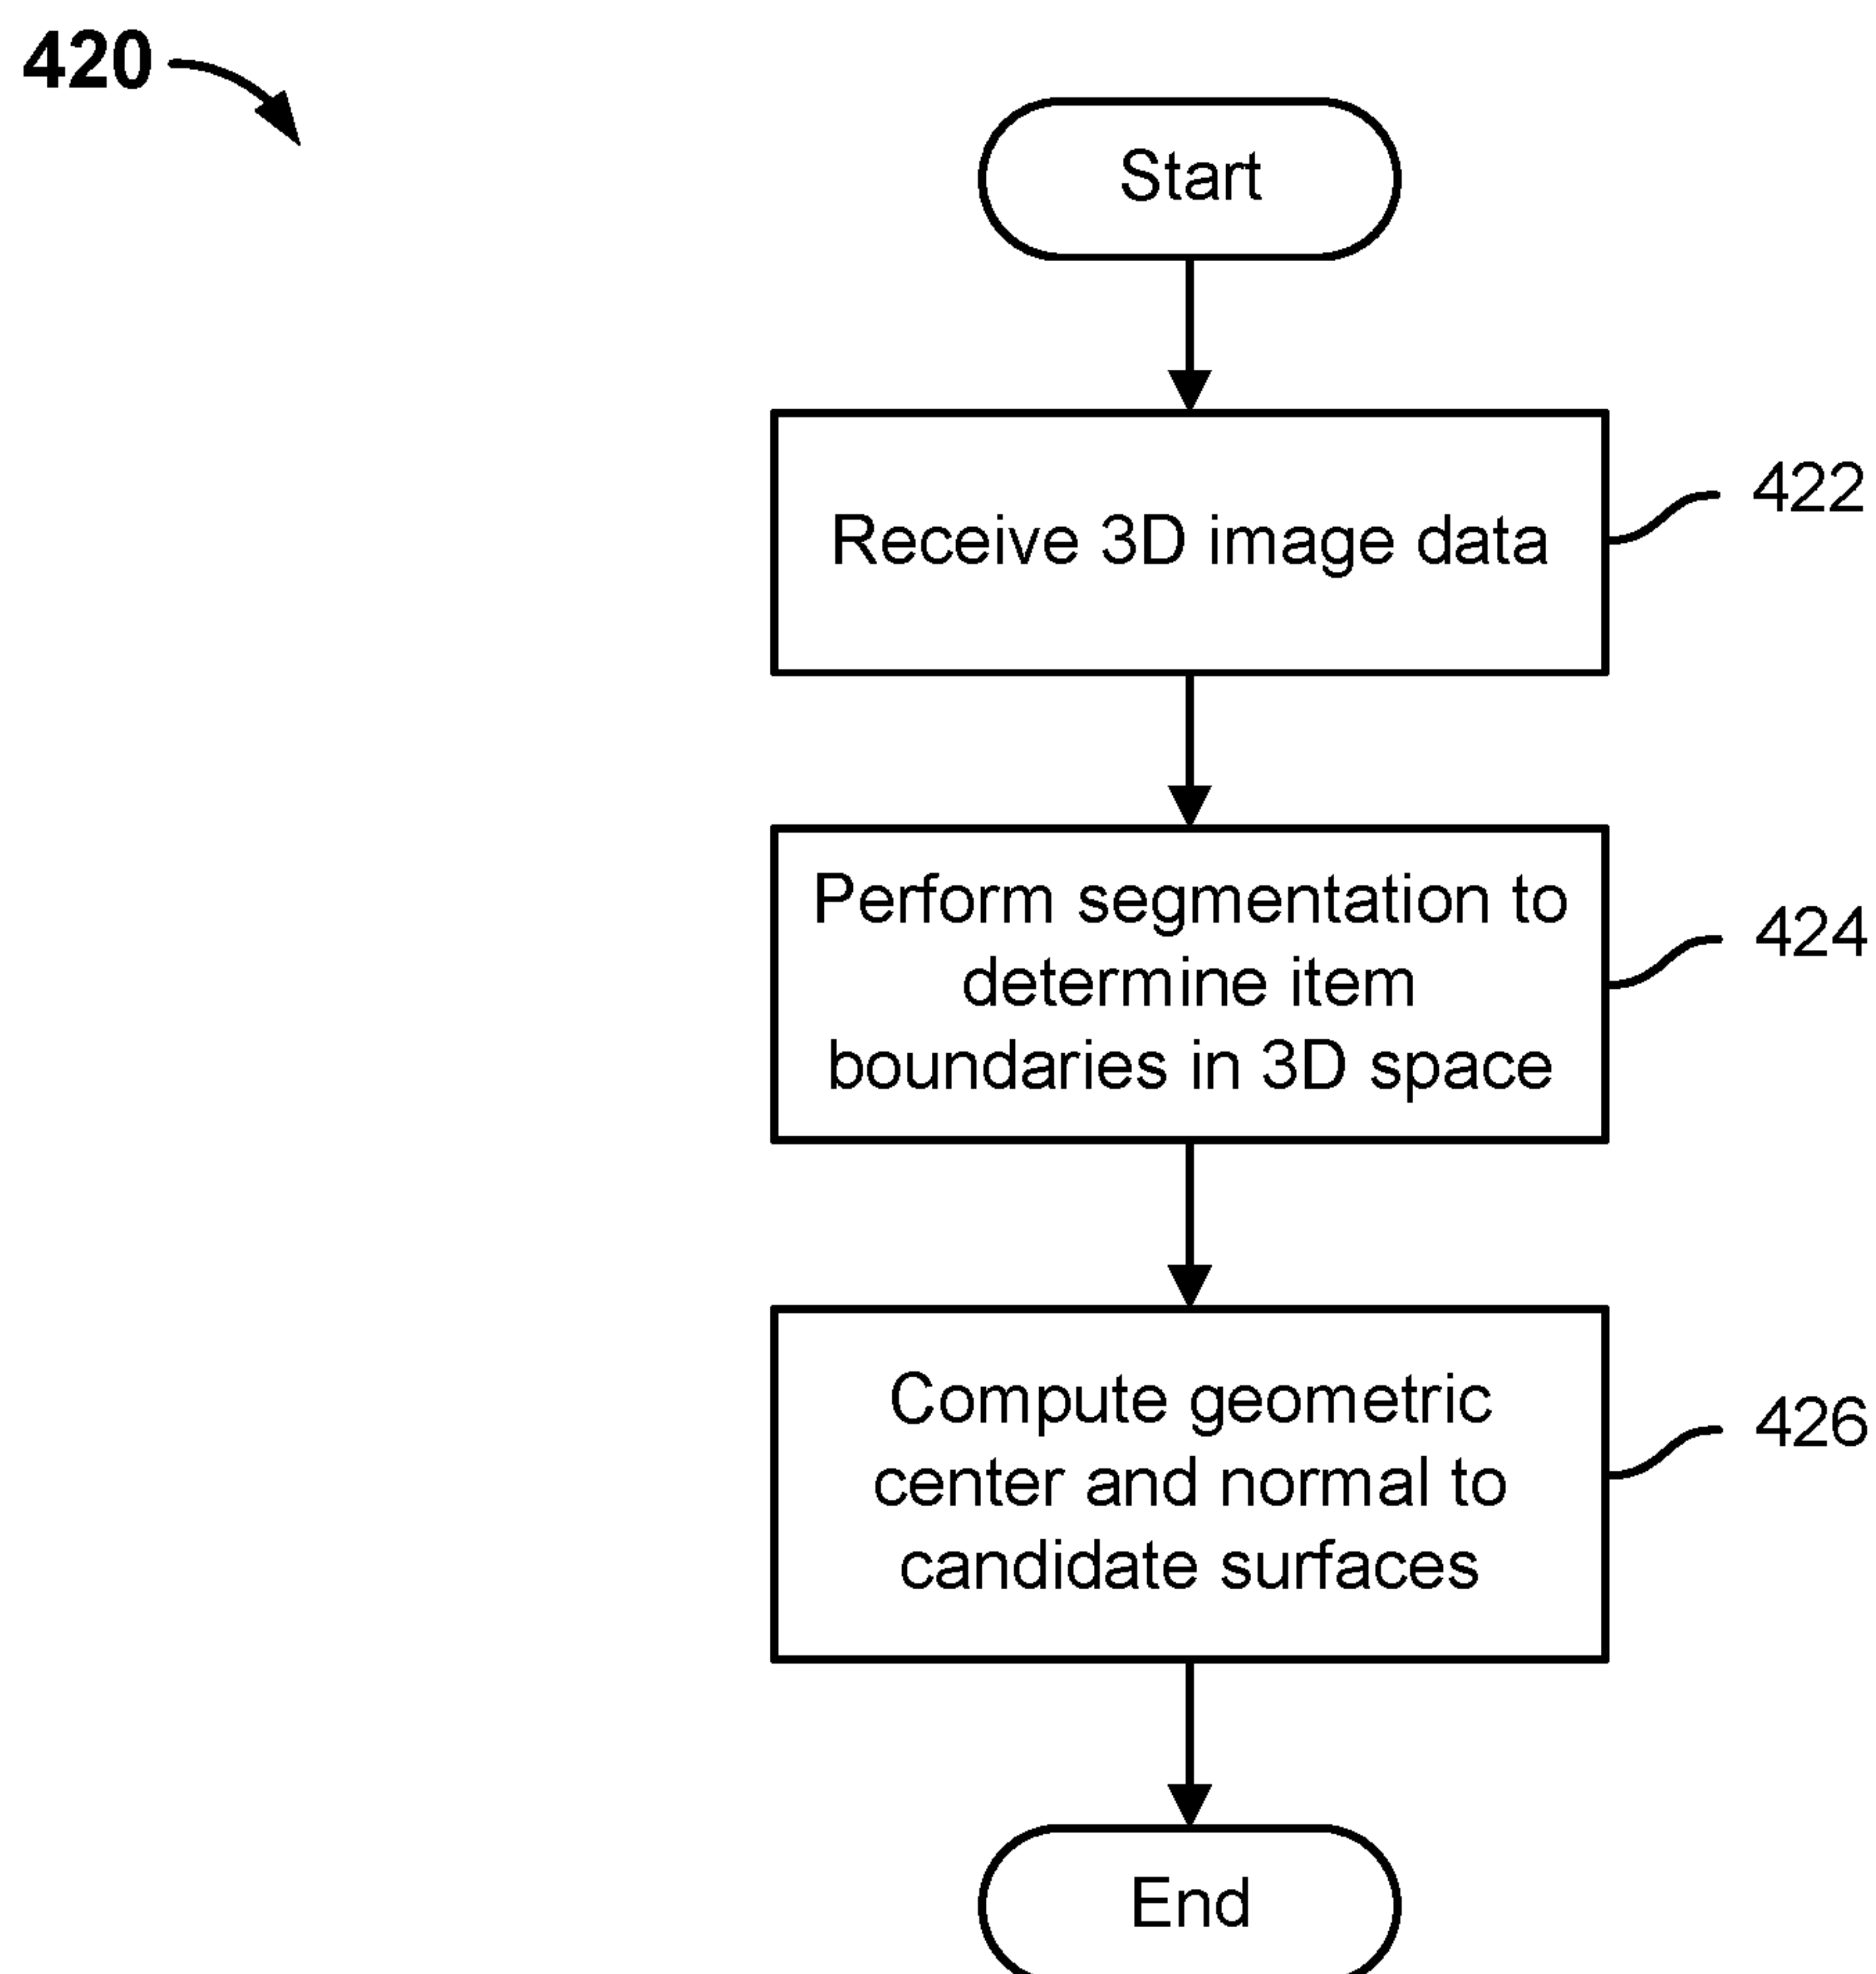 420
Start
Receive 3D image data
422
Perform segmentation to
determine item
boundaries in 3D space
424
Compute geometric
center and normal to
candidate surfaces
426
End